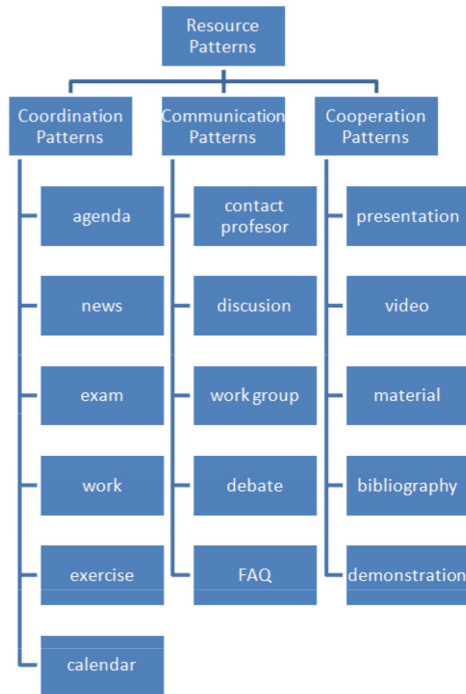 Resource
Patterns
Coordination
Patterns
Communication
Patterns
Cooperation
Patterns
agenda
contact
profesor
presentation
news
discusion
video
exam
work group
material
work
debate
bibliography
exercise
FAQ
demonstration
calendar